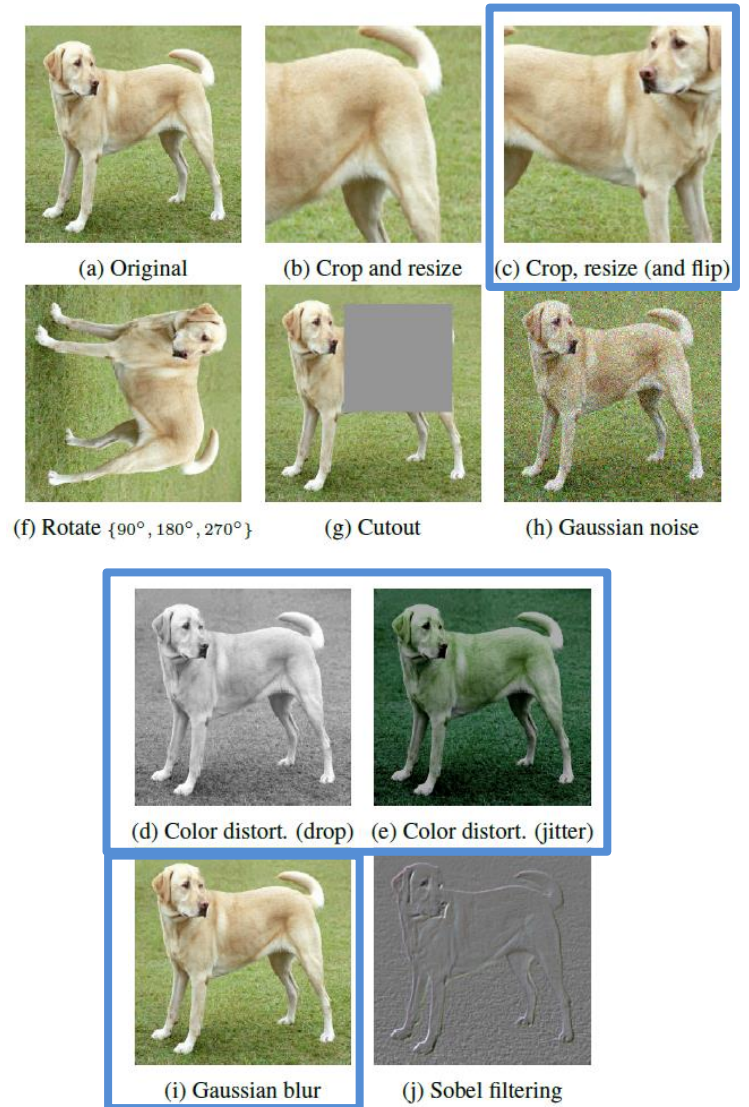 (a) Original
(b) Crop and resize
(c) Crop, resize (and flip)
(f) Rotate {90°, 180°, 270°}
(g) Cutout
(h) Gaussian noise
(d) Color distort. (drop)
(e) Color distort. (jitter)
(i) Gaussian blur
(j) Sobel filtering